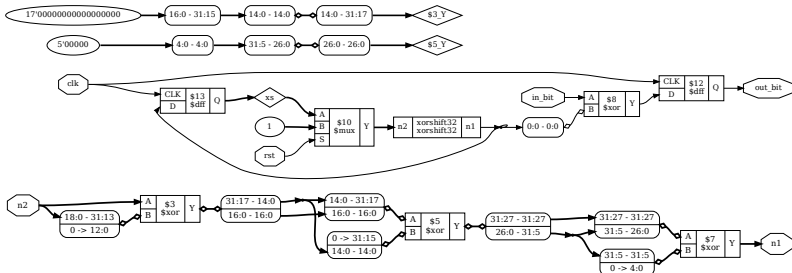 17'00000000000000000 16:0 - 31:15 14:0 - 14:0 14:0 - 31:17 $3_Y
5'00000 4:0 - 4:0 31:5 - 26:0 26:0 - 26:0 $5_Y
clk
CLK
D
$13
$dff
Q
xs
1
rst
A
B
S
$10
$mux
Y
n2
xorshift32
xorshift32
n1
0:0 - 0:0
in_bit
A
B
$8
$xor
Y
CLK
D
$12
$dff
Q
out_bit
n2
18:0 - 31:13
0 -> 12:0
A
B
$3
$xor
Y
31:17 - 14:0
16:0 - 16:0
14:0 - 31:17
16:0 - 16:0
0 -> 31:15
14:0 - 14:0
A
B
$5
$xor
Y
31:27 - 31:27
26:0 - 31:5
31:27 - 31:27
31:5 - 26:0
31:5 - 31:5
0 -> 4:0
A
B
$7
$xor
Y
n1